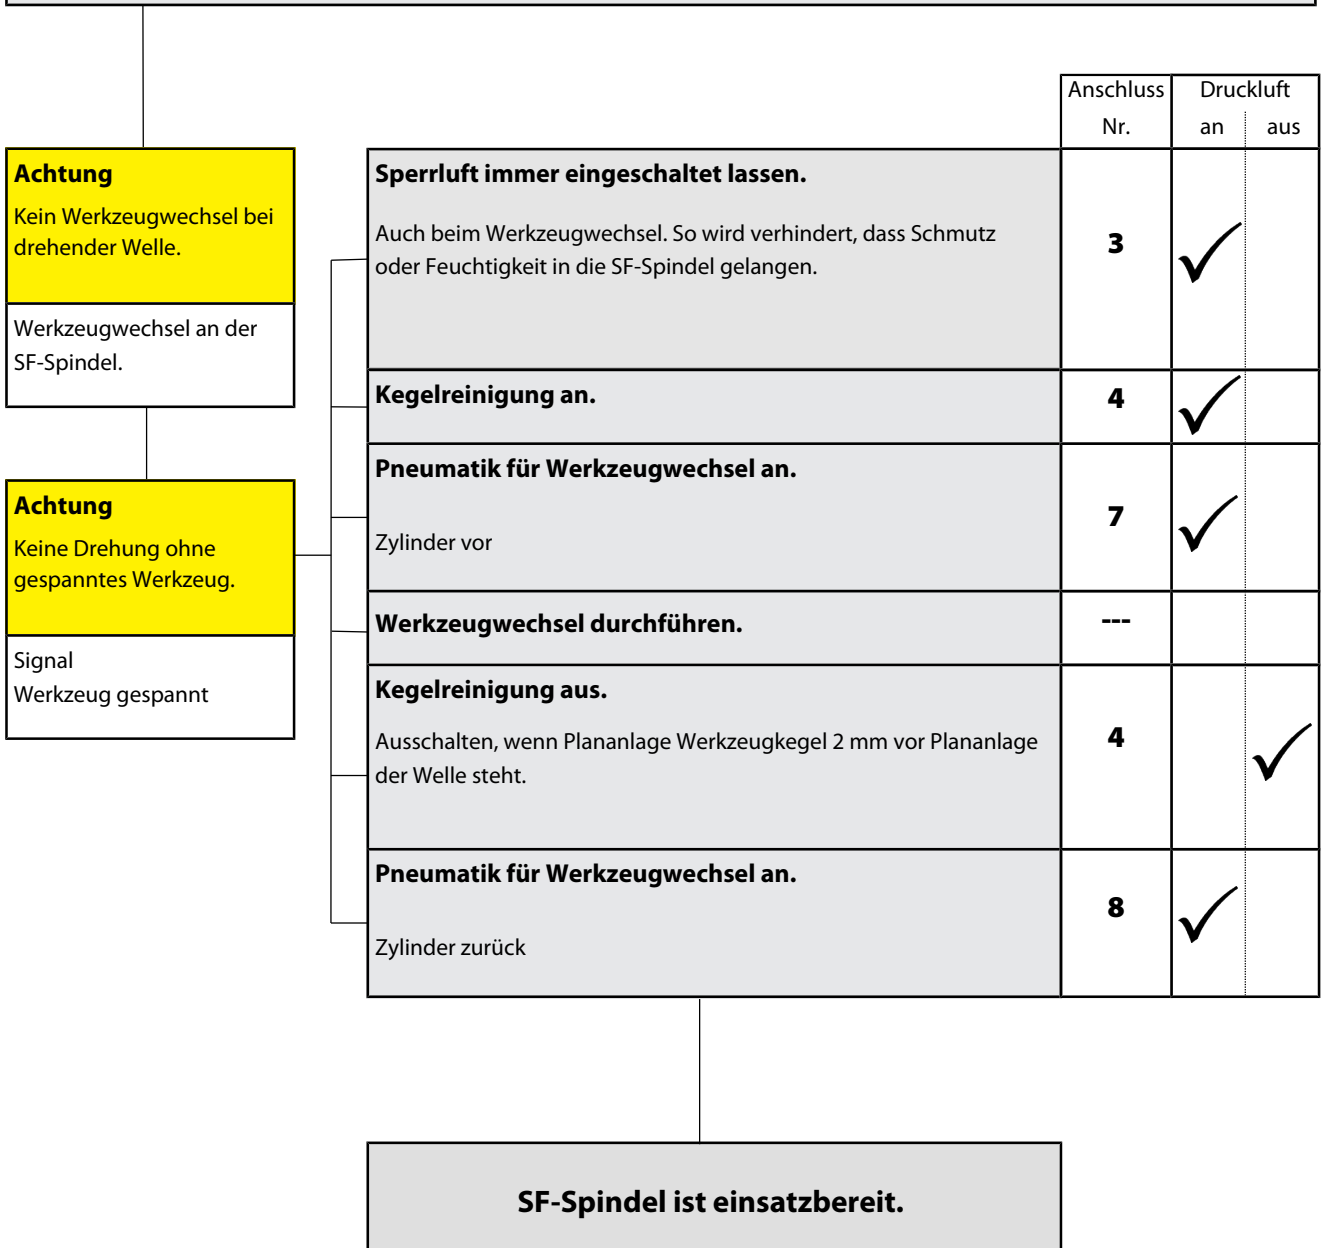 Anschluss Druckluft
Nr. an aus
Achtung
Kein Werkzeugwechsel bei
drehender Welle.
Werkzeugwechsel an der
SF-Spindel.
Achtung
Keine Drehung ohne
gespanntes Werkzeug.
Signal
Werkzeug gespannt
Sperrluft immer eingeschaltet lassen.
Auch beim Werkzeugwechsel. So wird verhindert, dass Schmutz
oder Feuchtigkeit in die SF-Spindel gelangen.
3
Kegelreinigung an.
4
Pneumatik für Werkzeugwechsel an.
Zylinder vor
7
Werkzeugwechsel durchführen.
---
Kegelreinigung aus.
Ausschalten, wenn Plananlage Werkzeugkegel 2 mm vor Plananlage
der Welle steht.
4
Pneumatik für Werkzeugwechsel an.
Zylinder zurück
8
SF-Spindel ist einsatzbereit.